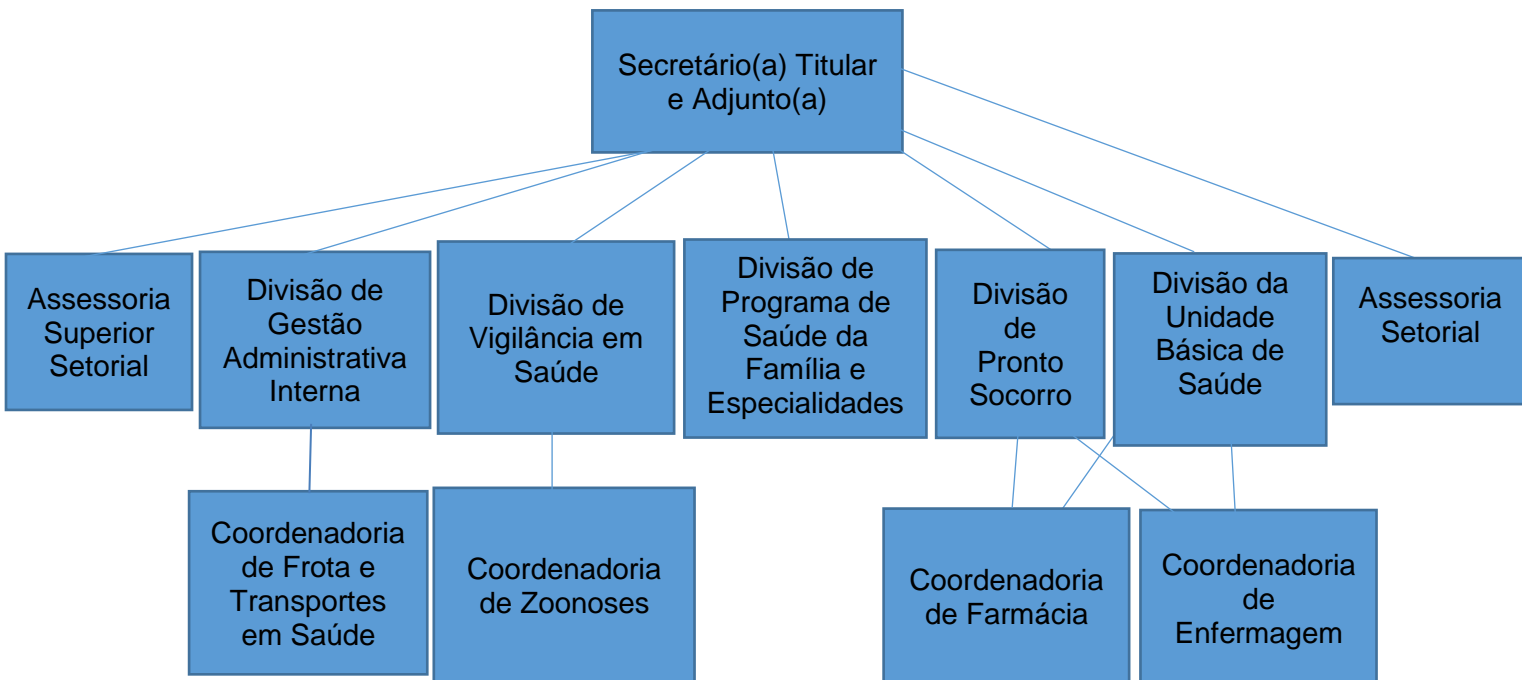 Secretário(a) Titular
e Adjunto(a)
Assessoria
Superior
Setorial
Divisão de
Gestão
Administrativa
Interna
Divisão de
Vigilância em
Saúde
Divisão de
Programa de
Saúde da
Família e
Especialidades
Divisão
de
Pronto
Socorro
Divisão da
Unidade
Básica de
Saúde
Assessoria
Setorial
Coordenadoria
de Frota e
Transportes
em Saúde
Coordenadoria
de Zoonoses
Coordenadoria
de Farmácia
Coordenadoria
de
Enfermagem